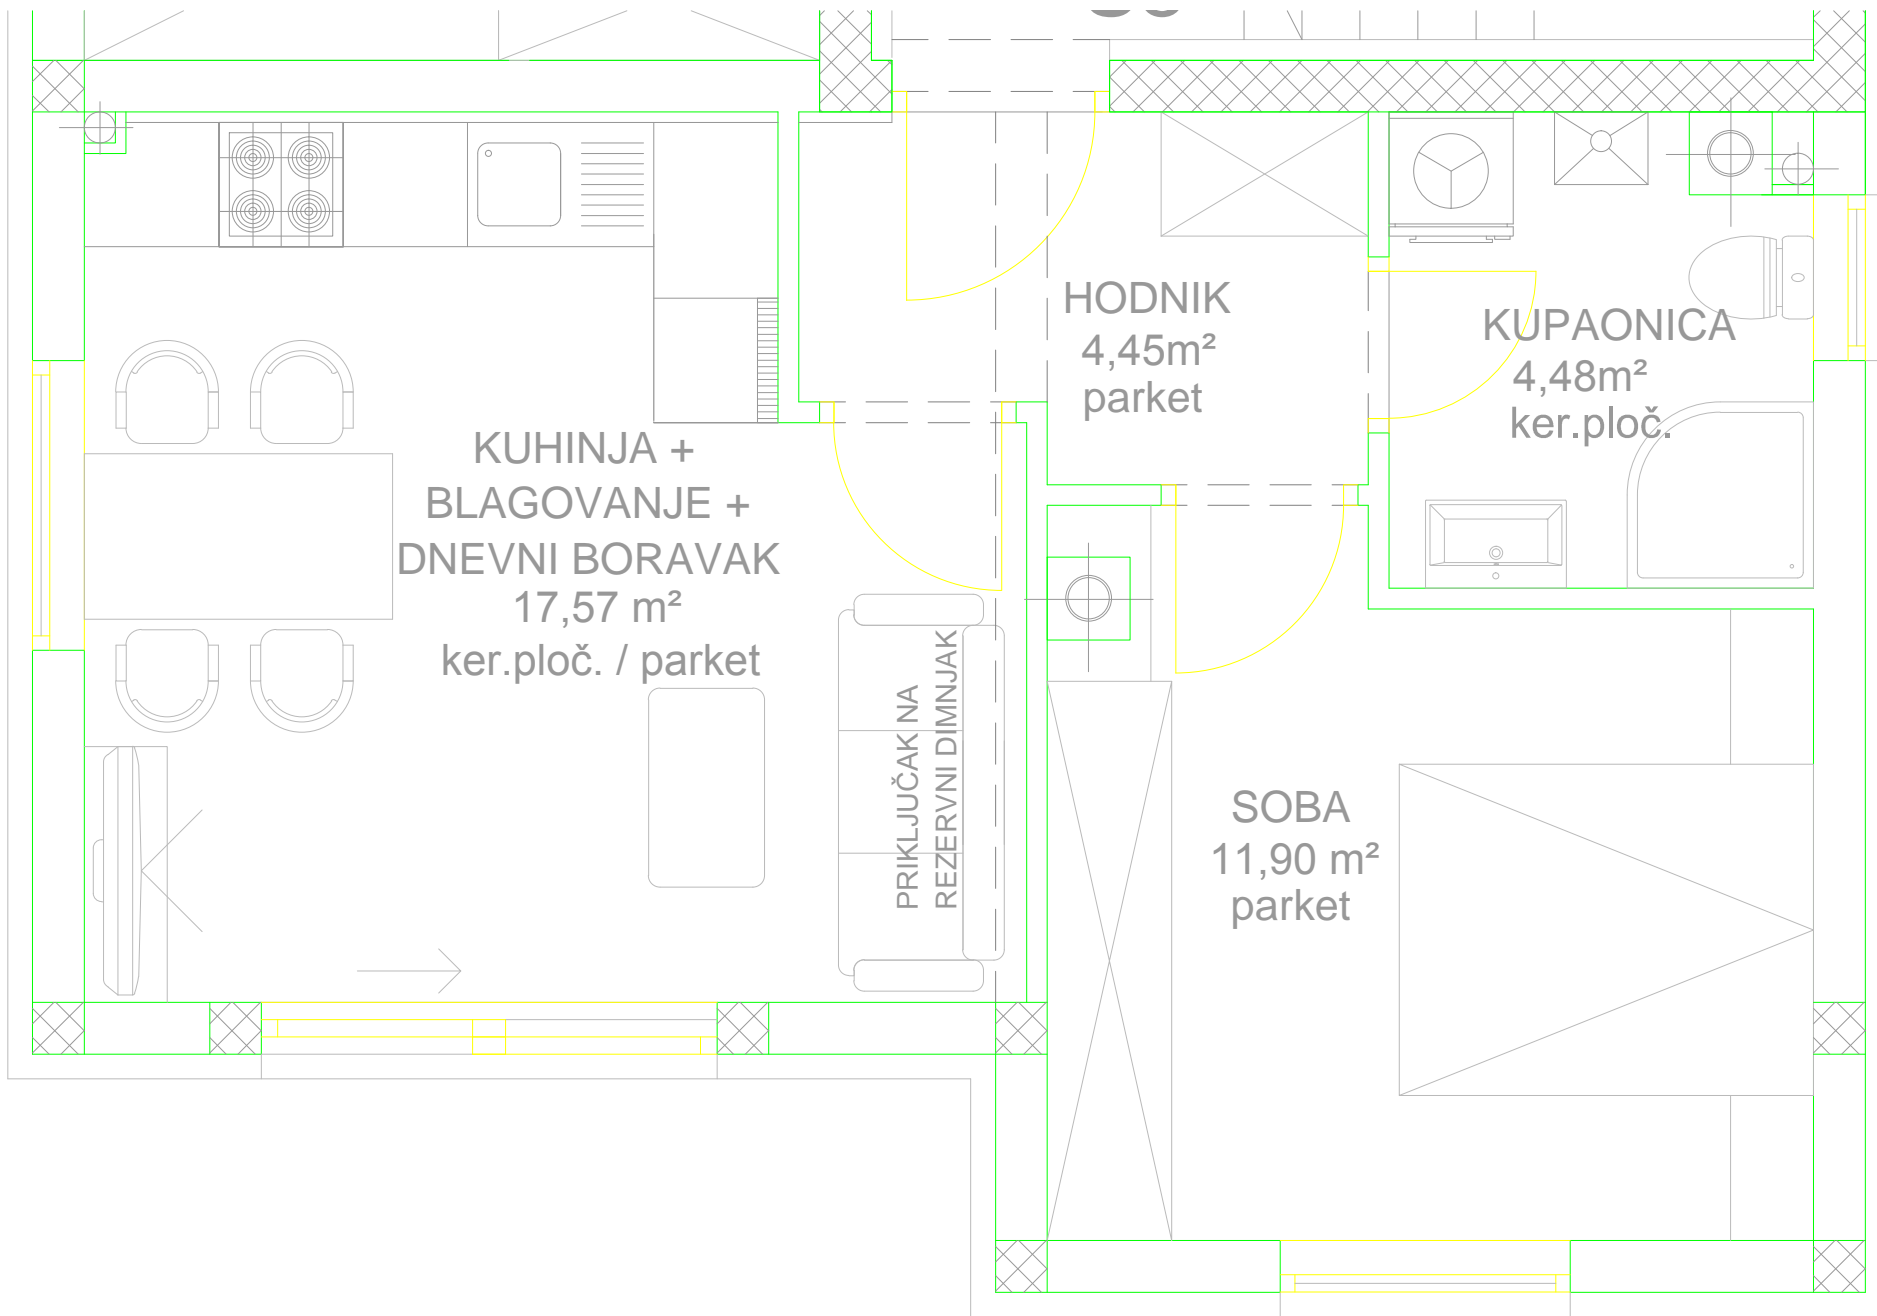 HODNIK
4,45m²
parket
KUPAONICA
4,48m²
ker.ploč.
KUHINJA +
BLAGOVANJE +
DNEVNI BORAVAK
17,57 m²
ker.ploč. / parket
PRIKLJUČAK NA
REZERVNI DIMNJAK
SOBA
11,90 m²
parket